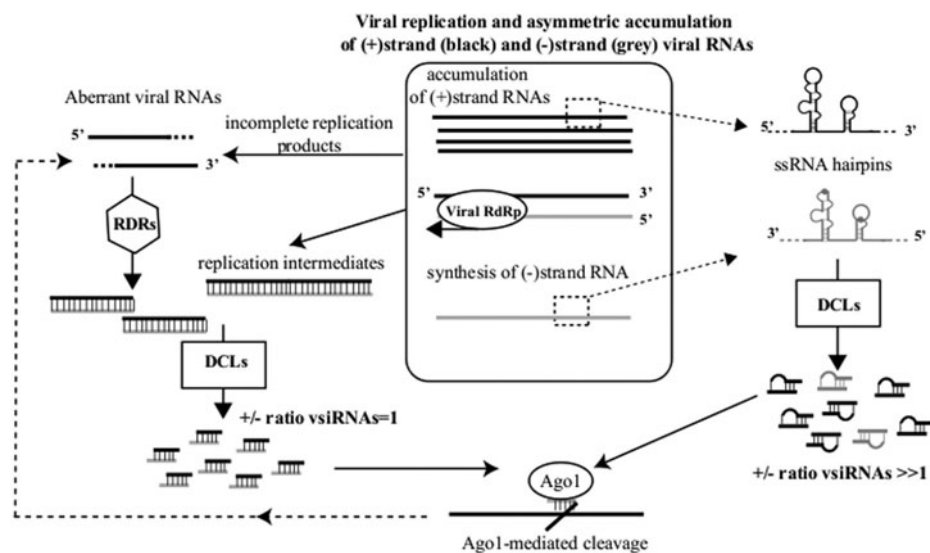 Viral replication and asymmetric accumulation
of (+)strand (black) and (-)strand (grey) viral RNAs
Aberrant viral RNAs
5'
3'
incomplete replication
products
RDRs
replication intermediates
DCLs
+/- ratio vsiRNAs=1
accumulation
of (+)strand RNAs
5'
3'
Viral RdRp
5'
synthesis of (-)strand RNA
5'
3'
ssRNA hairpins
3'
5'
DCLs
+/- ratio vsiRNAs >>1
Ago1
Ago1-mediated cleavage